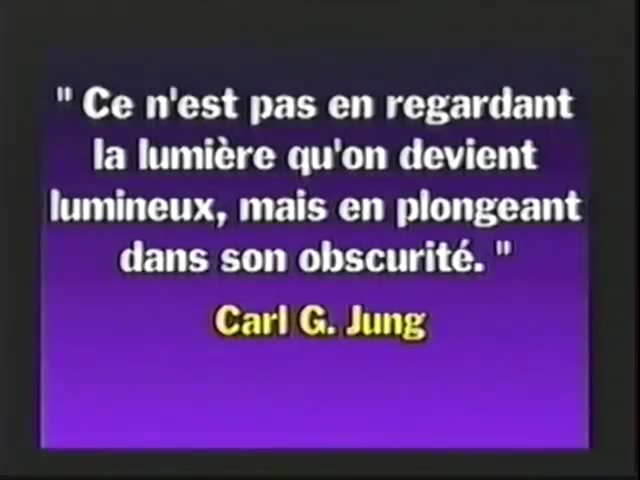 " Ce n'est pas en regardant
la lumière qu'on devient
lumineux, mais en plongeant
dans son obscurité. "
Carl G. Jung